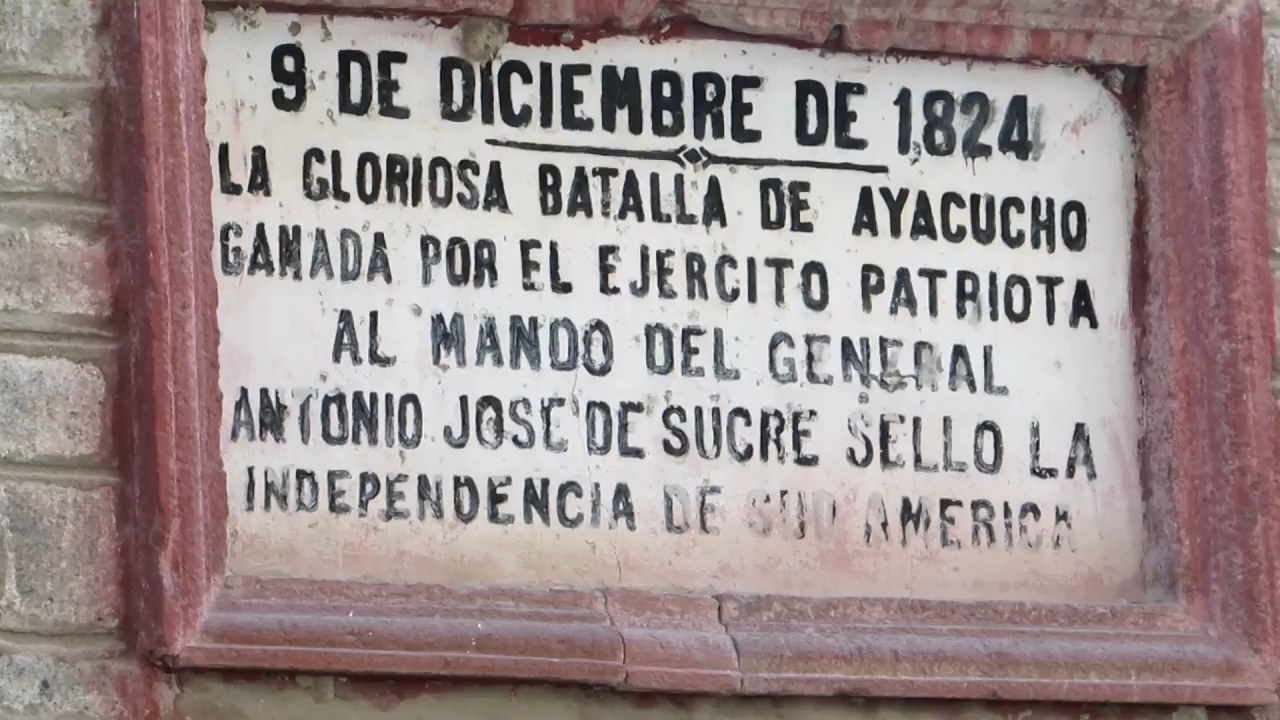 9 DE DICIEMBRE DE 1824
LA GLORIOSA BATALLA DE AYACUCHO
GANADA POR EL EJERCITO PATRIOTA
AL MANDO DEL GENERAL
ANTONIO JOSE DE SUCRE SELLO LA
INDEPENDENCIA DE SUD AMERICA